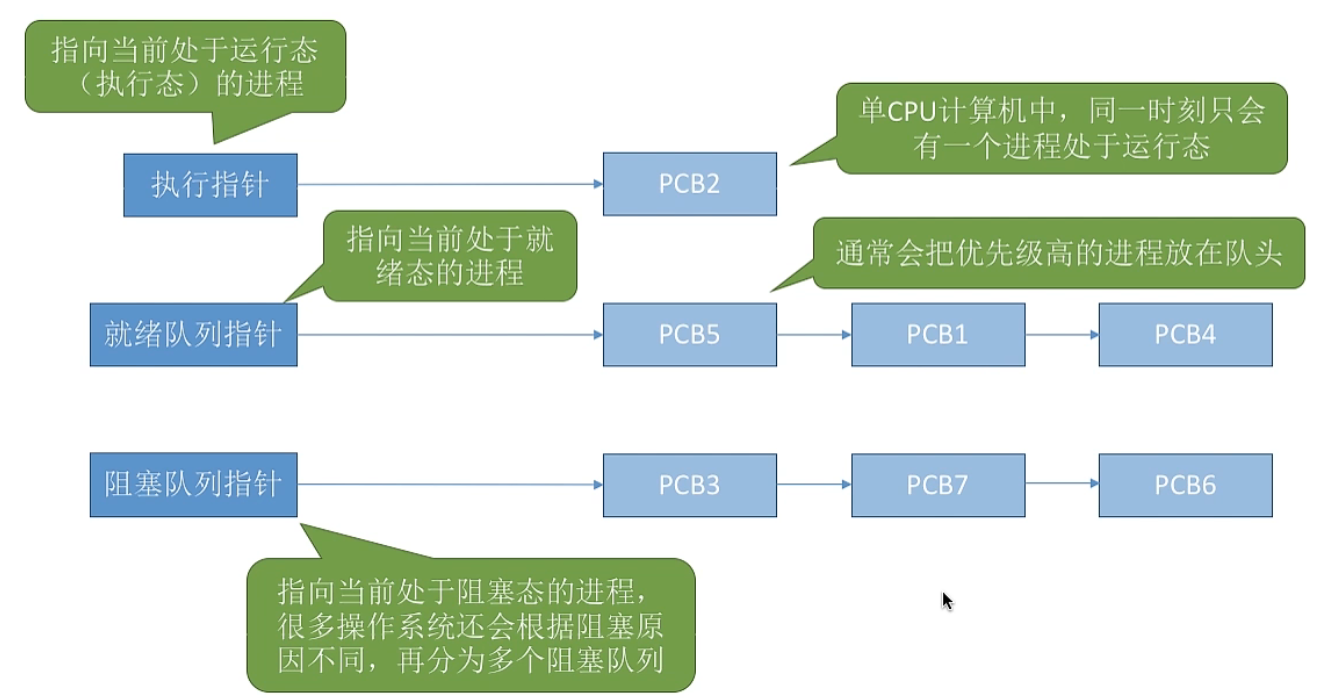 指向当前处于运行态
（执行态）的进程
单CPU计算机中，同一时刻只会
有一个进程处于运行态
执行指针
PCB2
指向当前处于就
绪态的进程
通常会把优先级高的进程放在队头
就绪队列指针
PCB5
PCB1
PCB4
阻塞队列指针
PCB3
PCB7
PCB6
指向当前处于阻塞态的进程，
很多操作系统还会根据阻塞原
因不同，再分为多个阻塞队列